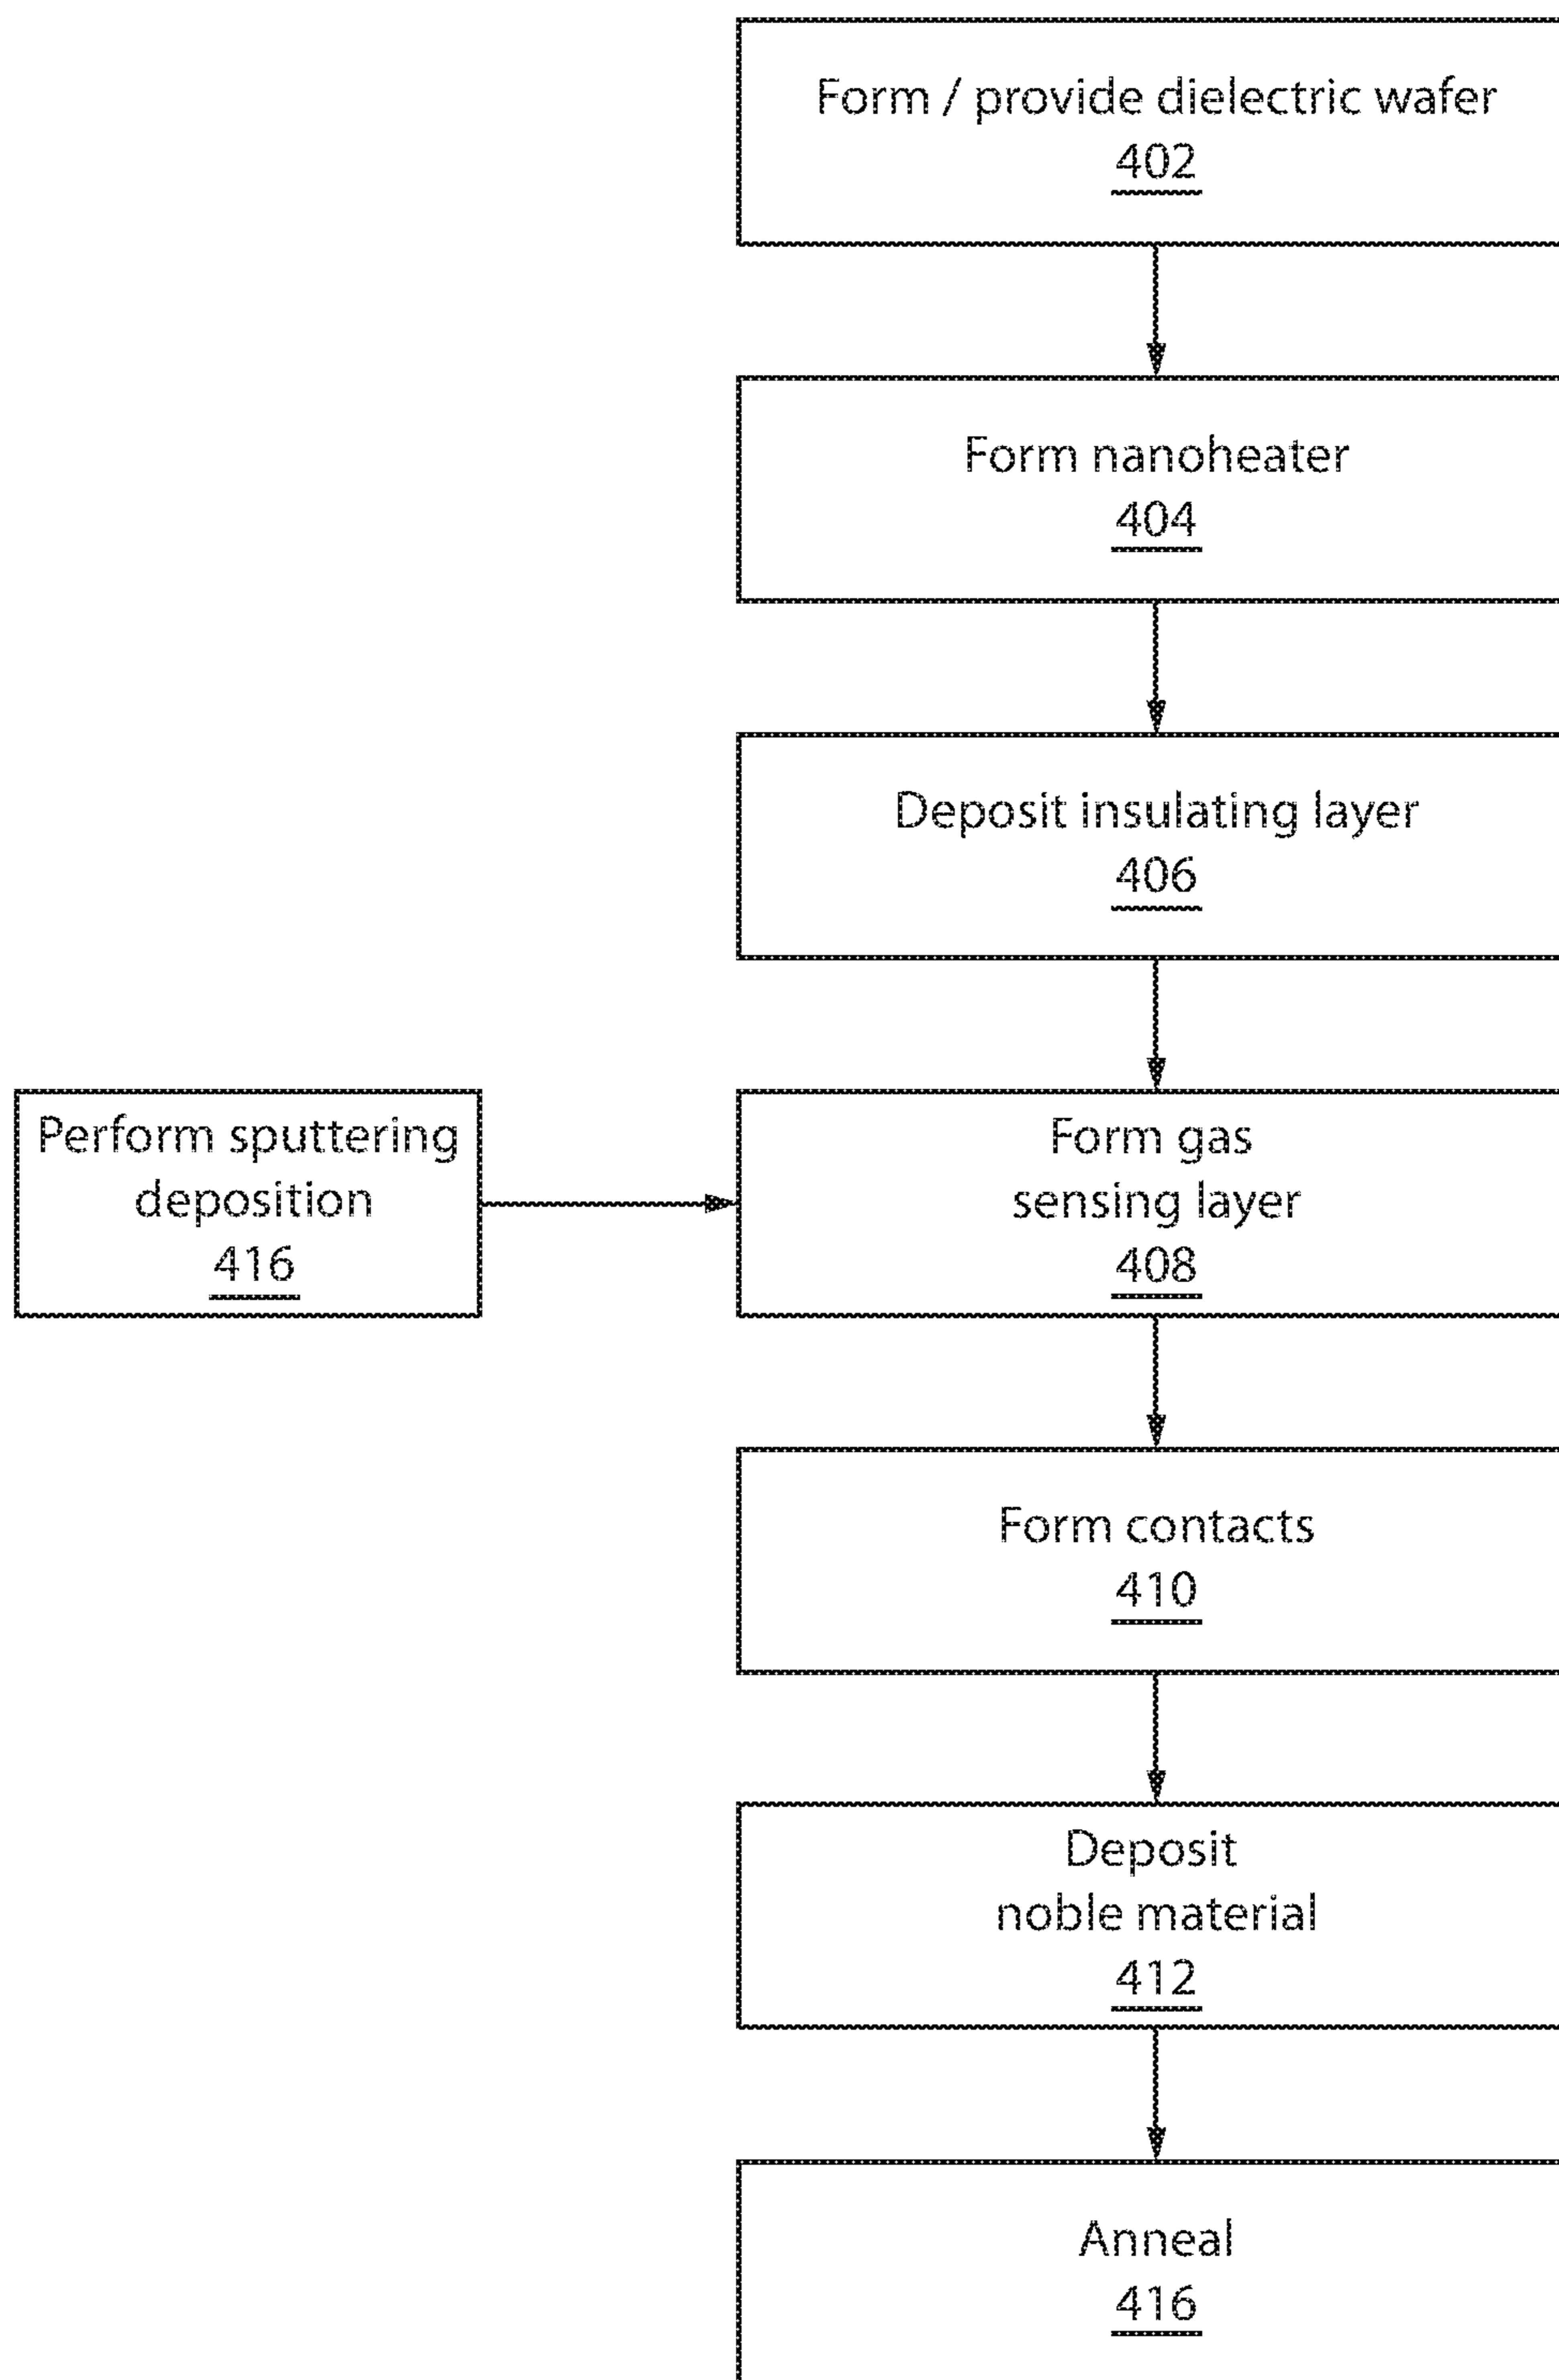 Form / provide dielectric wafer
402
Form nanoheater
404
Deposit insulating layer
406
Perform sputtering
deposition
416
Form gas
sensing layer
408
Form contacts
410
Deposit
noble material
412
Anneal
416